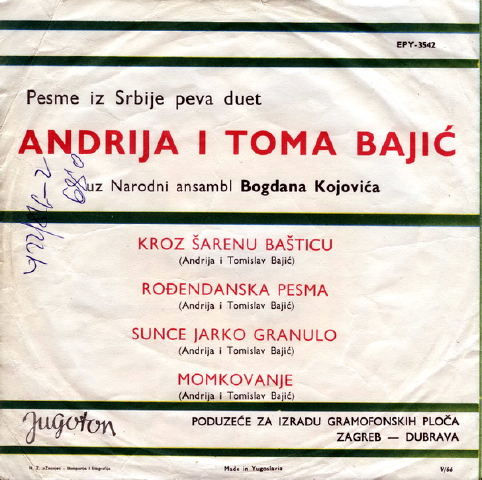 EPY-3542
Pesme iz Srbije peva duet
ANDRIJA I TOMA BAJIĆ
uz Narodni ansambl Bogdana Kojovića
KROZ ŠARENU BAŠTICU
(Andrija i Tomislav Bajić)
ROĐENDANSKA PESMA
(Andrija i Tomislav Bajić)
SUNCE JARKO GRANULO
(Andrija i Tomislav Bajić)
MOMKOVANJE
(Andrija i Tomislav Bajić)
Jugoton
PODUZEĆE ZA IZRADU GRAMOFONSKIH PLOČA
ZAGREB — DUBRAVA
Made in Yugoslavia
V/66